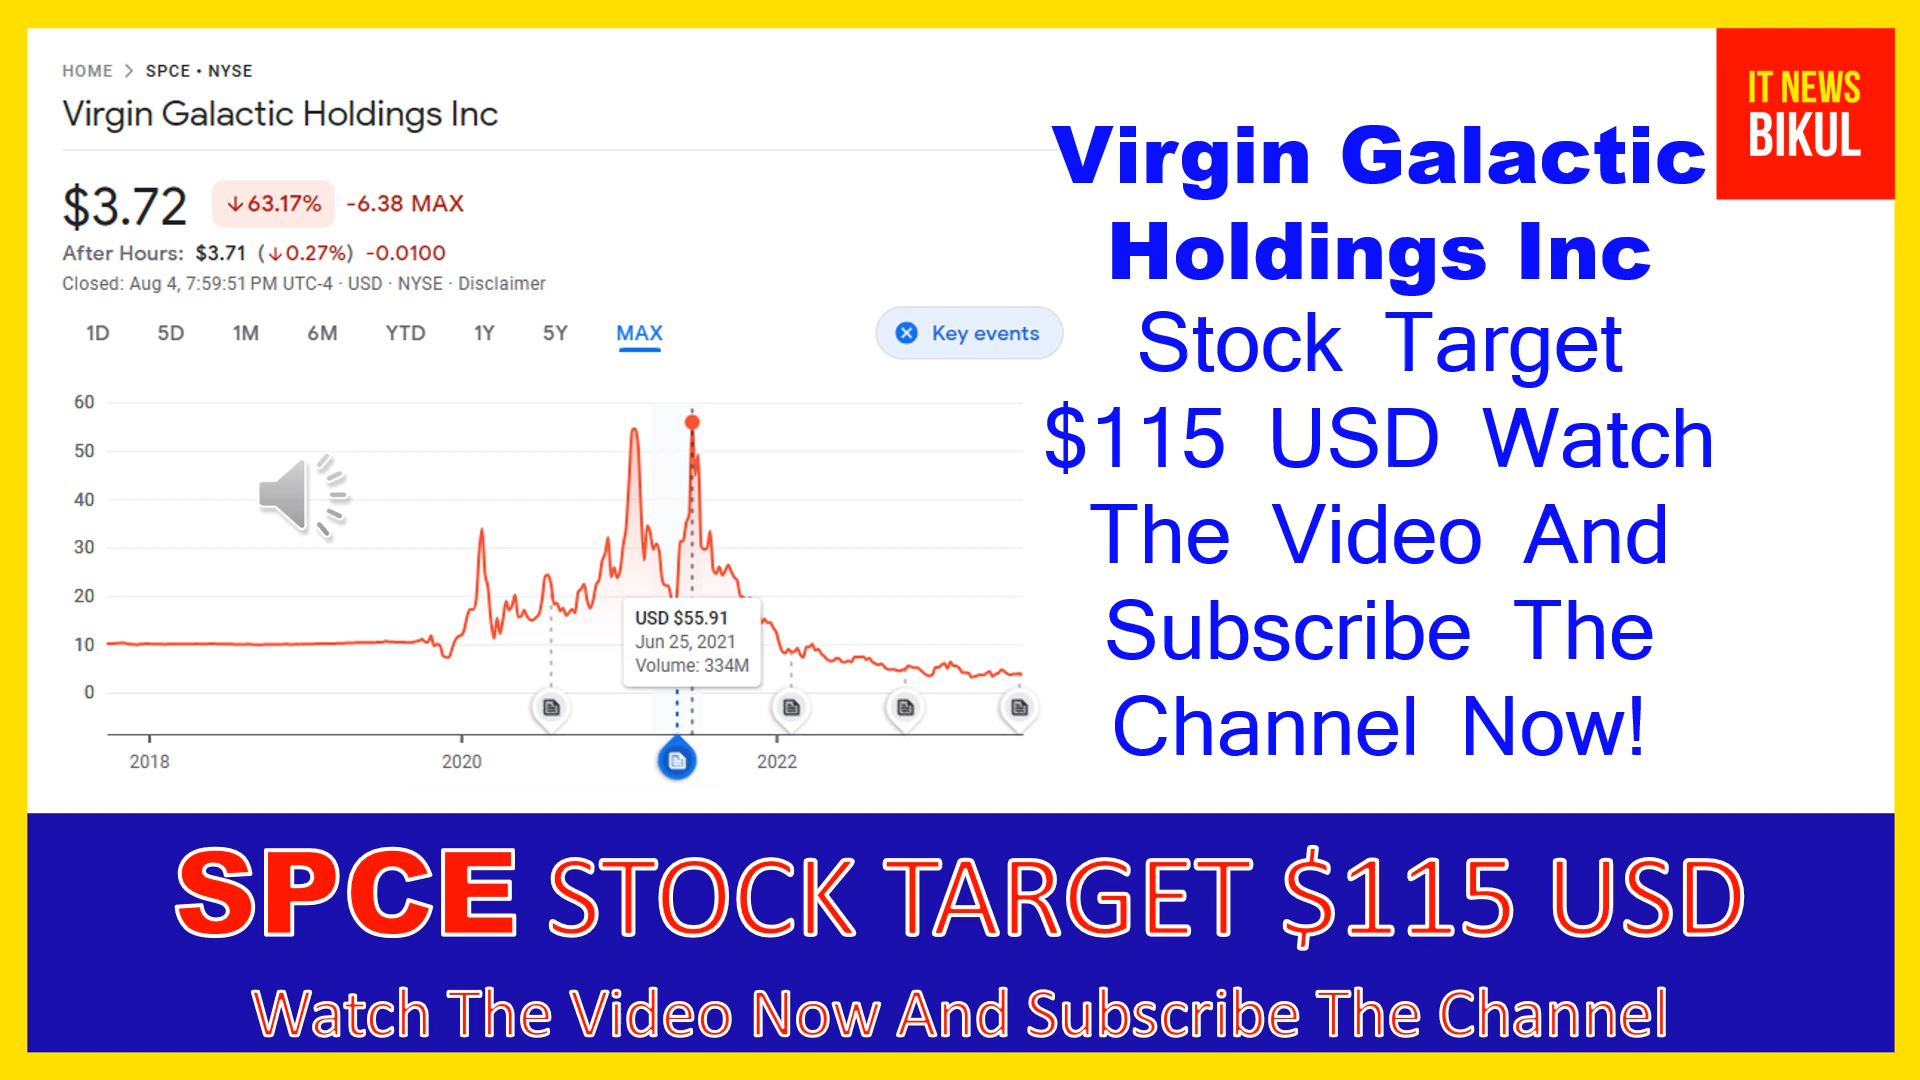 HOME > SPCE • NYSE
Virgin Galactic Holdings Inc
$3.72 ↓63.17% -6.38 MAX
After Hours: $3.71 (↓0.27%) -0.0100
Closed: Aug 4, 7:59:51 PM UTC-4 · USD · NYSE · Disclaimer
1D 5D 1M 6M YTD 1Y 5Y MAX
Key events
60
50
40
30
20
10
0
USD $55.91
Jun 25, 2021
Volume: 334M
2018 2020 2022
IT NEWS
BIKUL
Virgin Galactic
Holdings Inc
Stock Target
$115 USD Watch
The Video And
Subscribe The
Channel Now!
SPCE STOCK TARGET $115 USD
Watch The Video Now And Subscribe The Channel